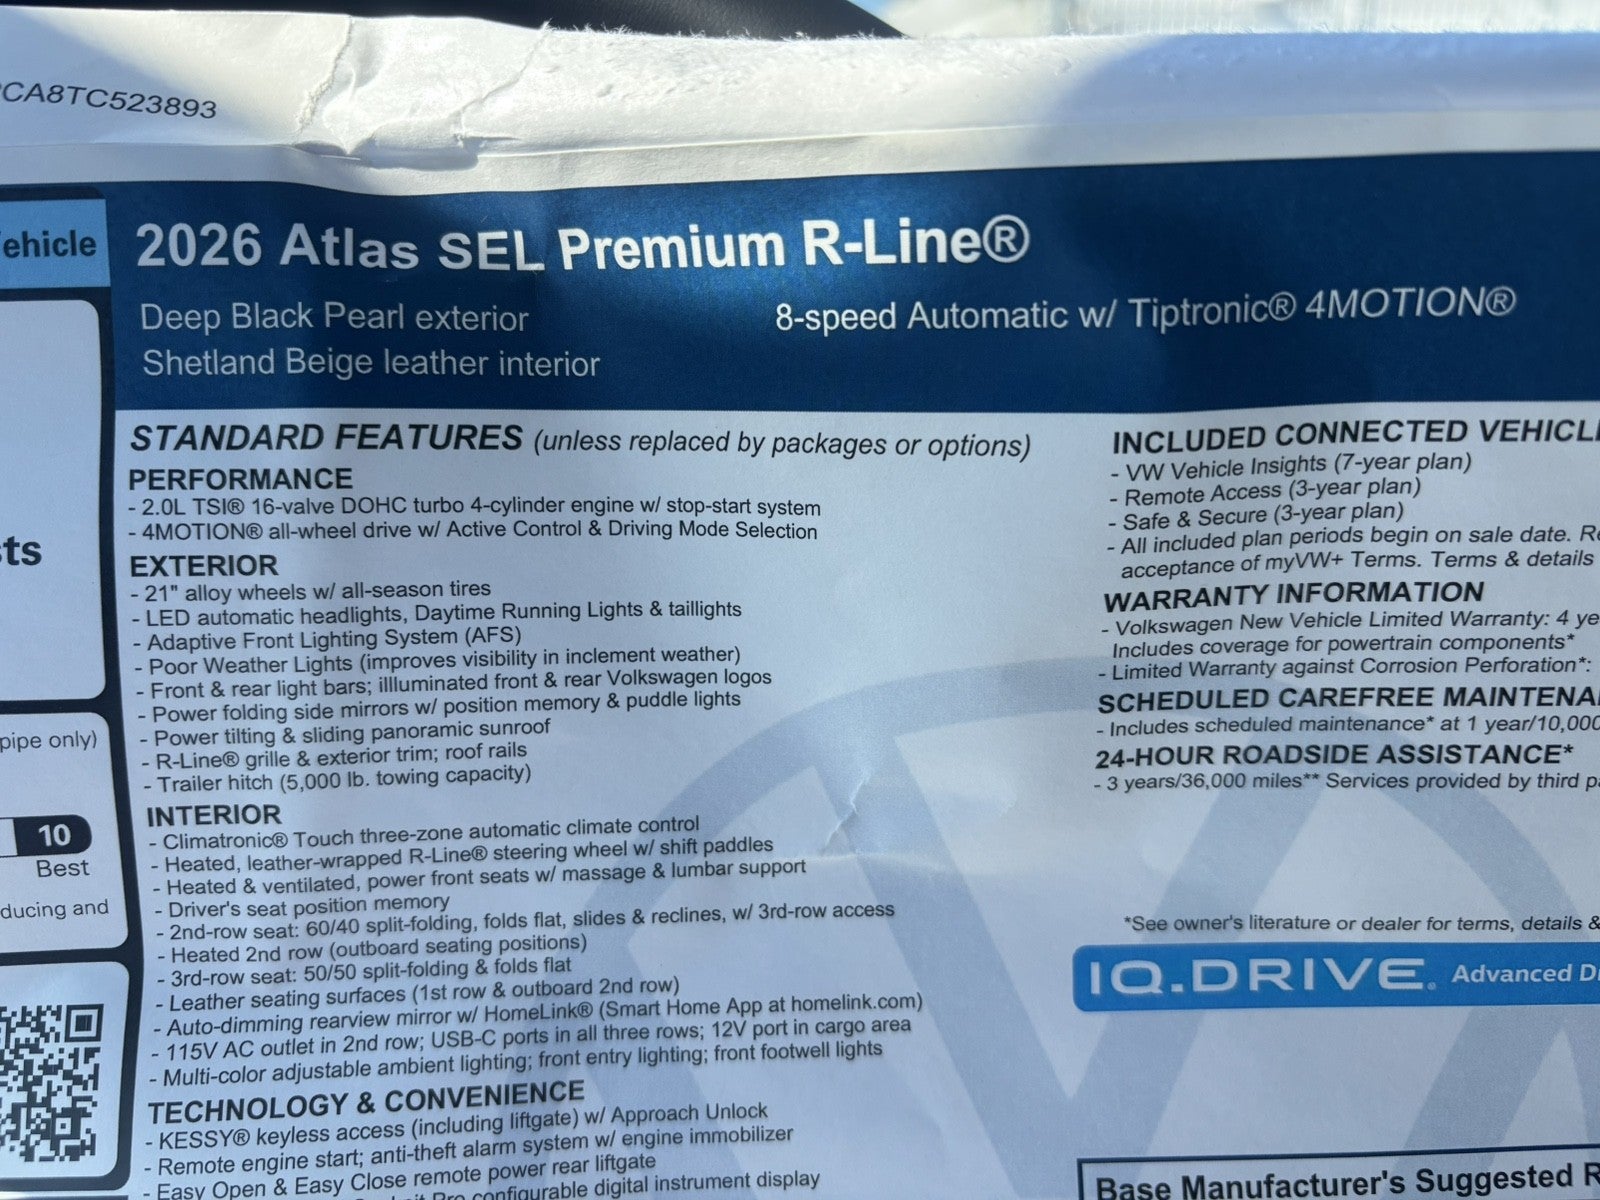 CA8TC523893
ehicle
2026 Atlas SEL Premium R-Line®
Deep Black Pearl exterior
8-speed Automatic w/ Tiptronic® 4MOTION®
Shetland Beige leather interior
STANDARD FEATURES (unless replaced by packages or options)
PERFORMANCE
- 2.0L TSI® 16-valve DOHC turbo 4-cylinder engine w/ stop-start system
- 4MOTION® all-wheel drive w/ Active Control & Driving Mode Selection
EXTERIOR
- 21" alloy wheels w/ all-season tires
- LED automatic headlights, Daytime Running Lights & taillights
- Adaptive Front Lighting System (AFS)
- Poor Weather Lights (improves visibility in inclement weather)
- Front & rear light bars; illluminated front & rear Volkswagen logos
- Power folding side mirrors w/ position memory & puddle lights
- Power tilting & sliding panoramic sunroof
- R-Line® grille & exterior trim; roof rails
- Trailer hitch (5,000 lb. towing capacity)
INTERIOR
- Climatronic® Touch three-zone automatic climate control
- Heated, leather-wrapped R-Line® steering wheel w/ shift paddles
- Heated & ventilated, power front seats w/ massage & lumbar support
- Driver's seat position memory
- 2nd-row seat: 60/40 split-folding, folds flat, slides & reclines, w/ 3rd-row access
- Heated 2nd row (outboard seating positions)
- 3rd-row seat: 50/50 split-folding & folds flat
- Leather seating surfaces (1st row & outboard 2nd row)
- Auto-dimming rearview mirror w/ HomeLink® (Smart Home App at homelink.com)
- 115V AC outlet in 2nd row; USB-C ports in all three rows; 12V port in cargo area
- Multi-color adjustable ambient lighting; front entry lighting; front footwell lights
TECHNOLOGY & CONVENIENCE
- KESSY® keyless access (including liftgate) w/ Approach Unlock
- Remote engine start; anti-theft alarm system w/ engine immobilizer
- Easy Open & Easy Close remote power rear liftgate
Pro configurable digital instrument display
INCLUDED CONNECTED VEHICL
- VW Vehicle Insights (7-year plan)
- Remote Access (3-year plan)
- Safe & Secure (3-year plan)
- All included plan periods begin on sale date. Re
acceptance of myVW+ Terms. Terms & details
WARRANTY INFORMATION
- Volkswagen New Vehicle Limited Warranty: 4 ye
Includes coverage for powertrain components*
- Limited Warranty against Corrosion Perforation*:
SCHEDULED CAREFREE MAINTENA
- Includes scheduled maintenance* at 1 year/10,000
24-HOUR ROADSIDE ASSISTANCE*
- 3 years/36,000 miles** Services provided by third pa
*See owner's literature or dealer for terms, details &
IQ.DRIVE® Advanced Dr
Base Manufacturer's Suggested R
ts
pipe only)
10
Best
ducing and